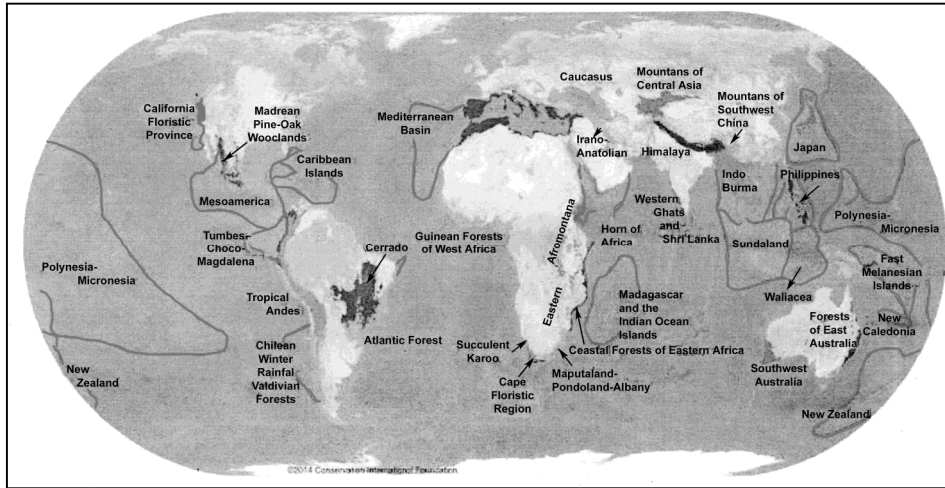 Caucasus
Mountans of
Central Asia
Mountans of
Southwest
China
California
Floristic
Province
Madrean
Pine-Oak
Wooclands
Mediterranean
Basin
Irano-
Anatolian
Himalaya
Japan
Caribbean
Islands
Indo
Burma
Philippines
Mesoamerica
Western
Ghats
and
Shri Lanka
Polynesia-
Micronesia
Tumbes-
Choco-
Magdalena
Cerrado
Guinean Forests
of West Africa
Afromontana
Horn of
Africa
Sundaland
Polynesia-
Micronesia
Fast
Melanesian
Islands
Waliacea
Tropical
Andes
Eastern
Madagascar
and the
Indian Ocean
Islands
Forests
of East
Australia
New
Caledonia
Atlantic Forest
Succulent
Karoo
Ceastal Forests of Eastern Africa
Chilean
Winter
Rainfal
Valdivian
Forests
New
Zealand
Cape
Floristic
Region
Maputaland-
Pondoland-Albany
Southwest
Australia
New Zealand
©2014 Conservation International Foundation